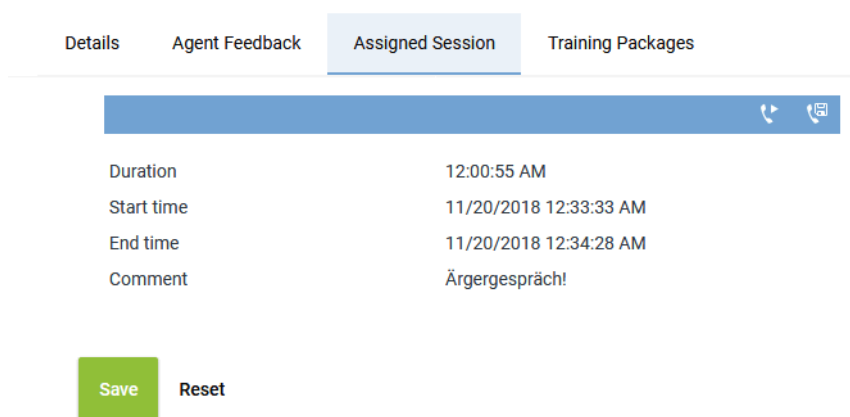 Details Agent Feedback Assigned Session Training Packages
Duration 12:00:55 AM
Start time 11/20/2018 12:33:33 AM
End time 11/20/2018 12:34:28 AM
Comment Ärgergespräch!
Save Reset